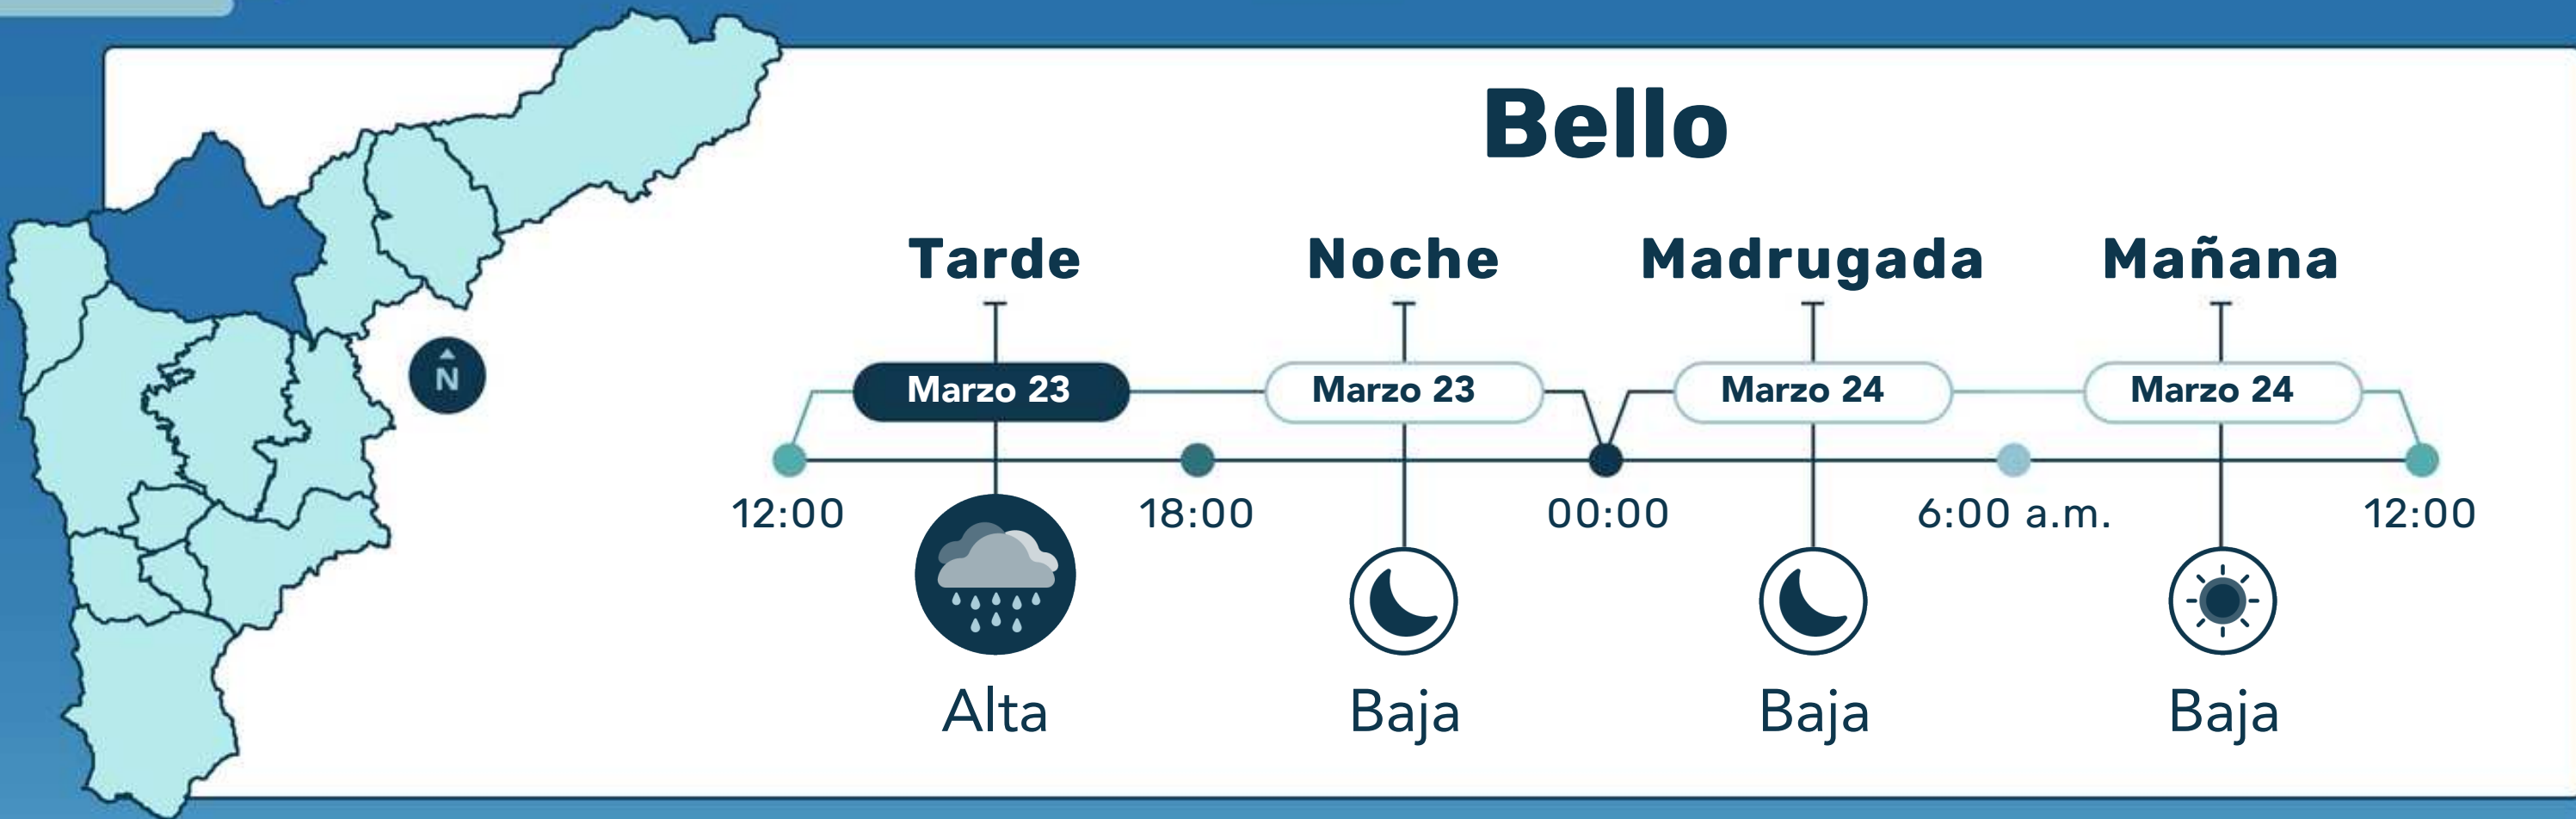 Bello
Tarde Noche Madrugada Mañana
Marzo 23 Marzo 23 Marzo 24 Marzo 24
12:00 18:00 00:00 6:00 a.m. 12:00
N
Alta Baja Baja Baja